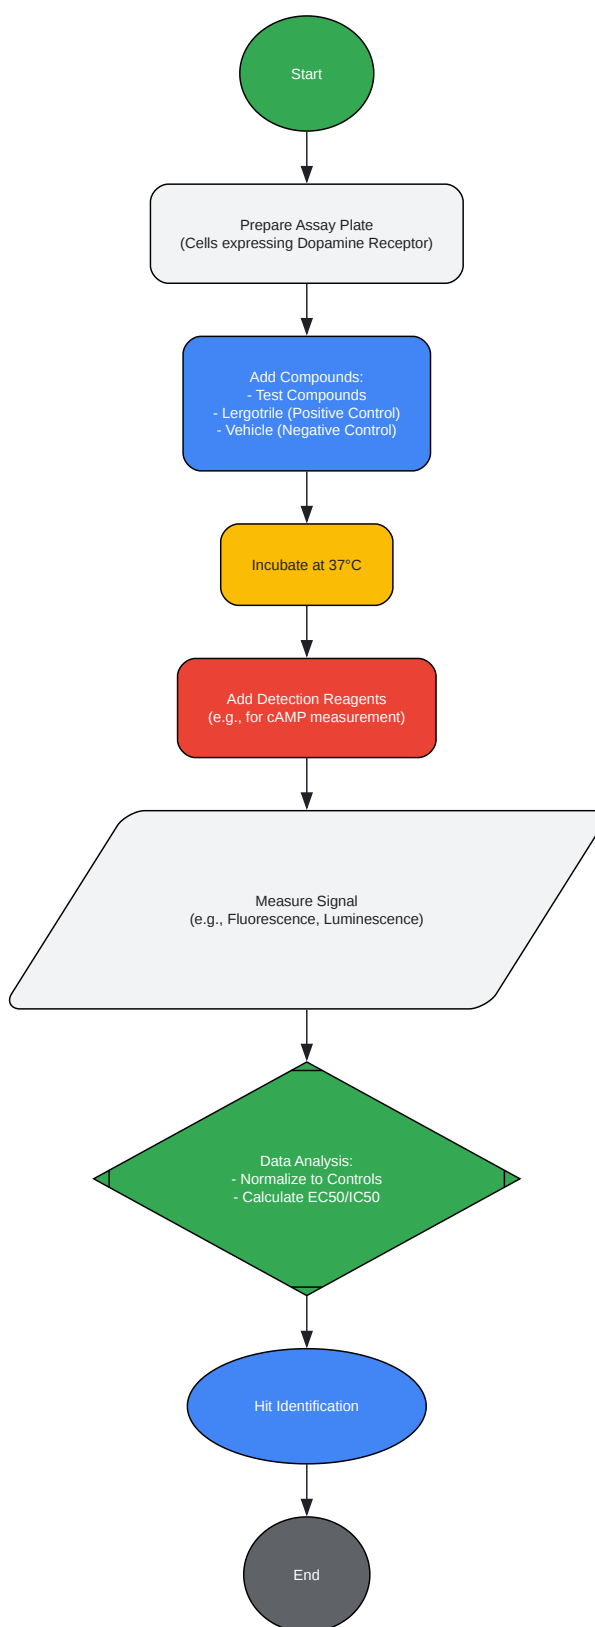 Start
Prepare Assay Plate
(Cells expressing Dopamine Receptor)
Add Compounds:
- Test Compounds
- Lergotrile (Positive Control)
- Vehicle (Negative Control)
Incubate at 37°C
Add Detection Reagents
(e.g., for cAMP measurement)
Measure Signal
(e.g., Fluorescence, Luminescence)
Data Analysis:
- Normalize to Controls
- Calculate EC50/IC50
Hit Identification
End